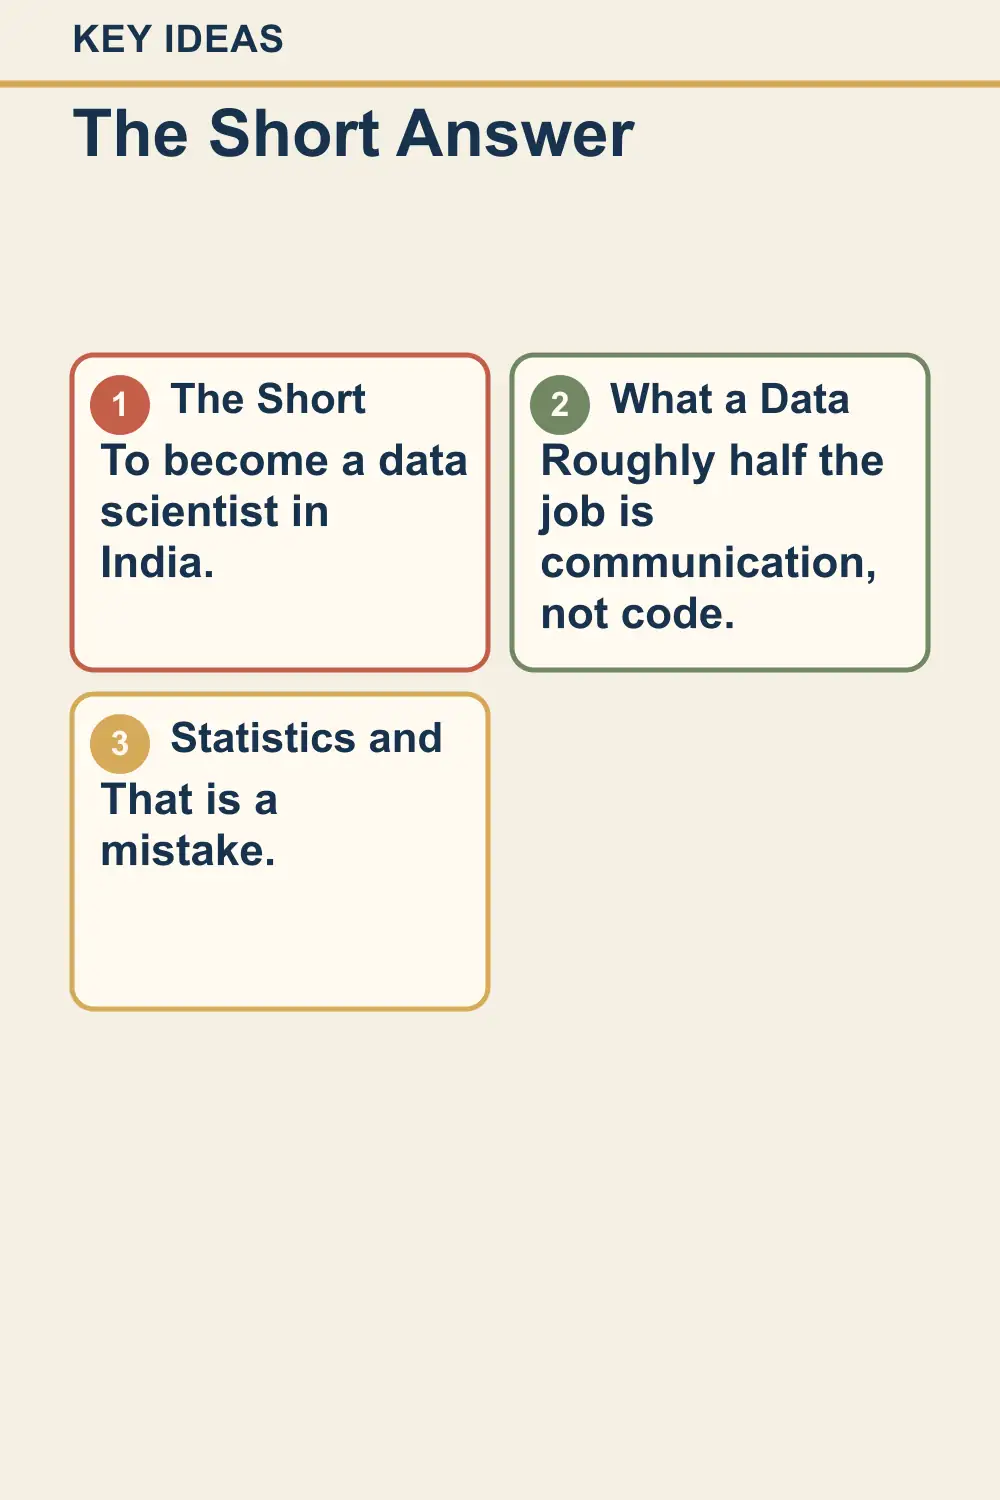 KEY IDEAS
The Short Answer
1 The Short
To become a data
scientist in
India.
2 What a Data
Roughly half the
job is
communication,
not code.
3 Statistics and
That is a
mistake.